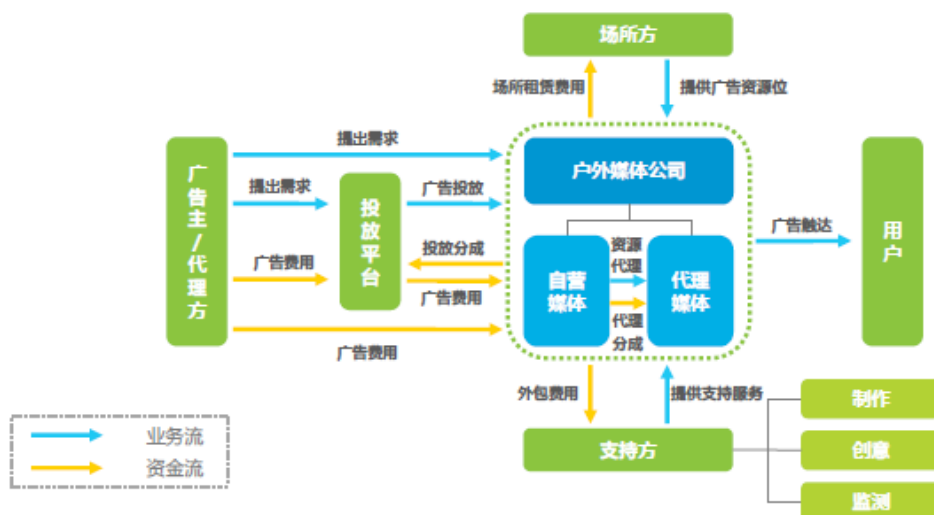 场所方
场所租赁费用
提供广告资源位
提出需求
广告主/代理方
提出需求
投放平台
广告投放
户外媒体公司
广告触达
用户
广告费用
投放分成
广告费用
自营
媒体
资源
代理
代理
分成
代理
媒体
广告费用
外包费用
提供支持服务
支持方
制作
创意
监测
业务流
资金流